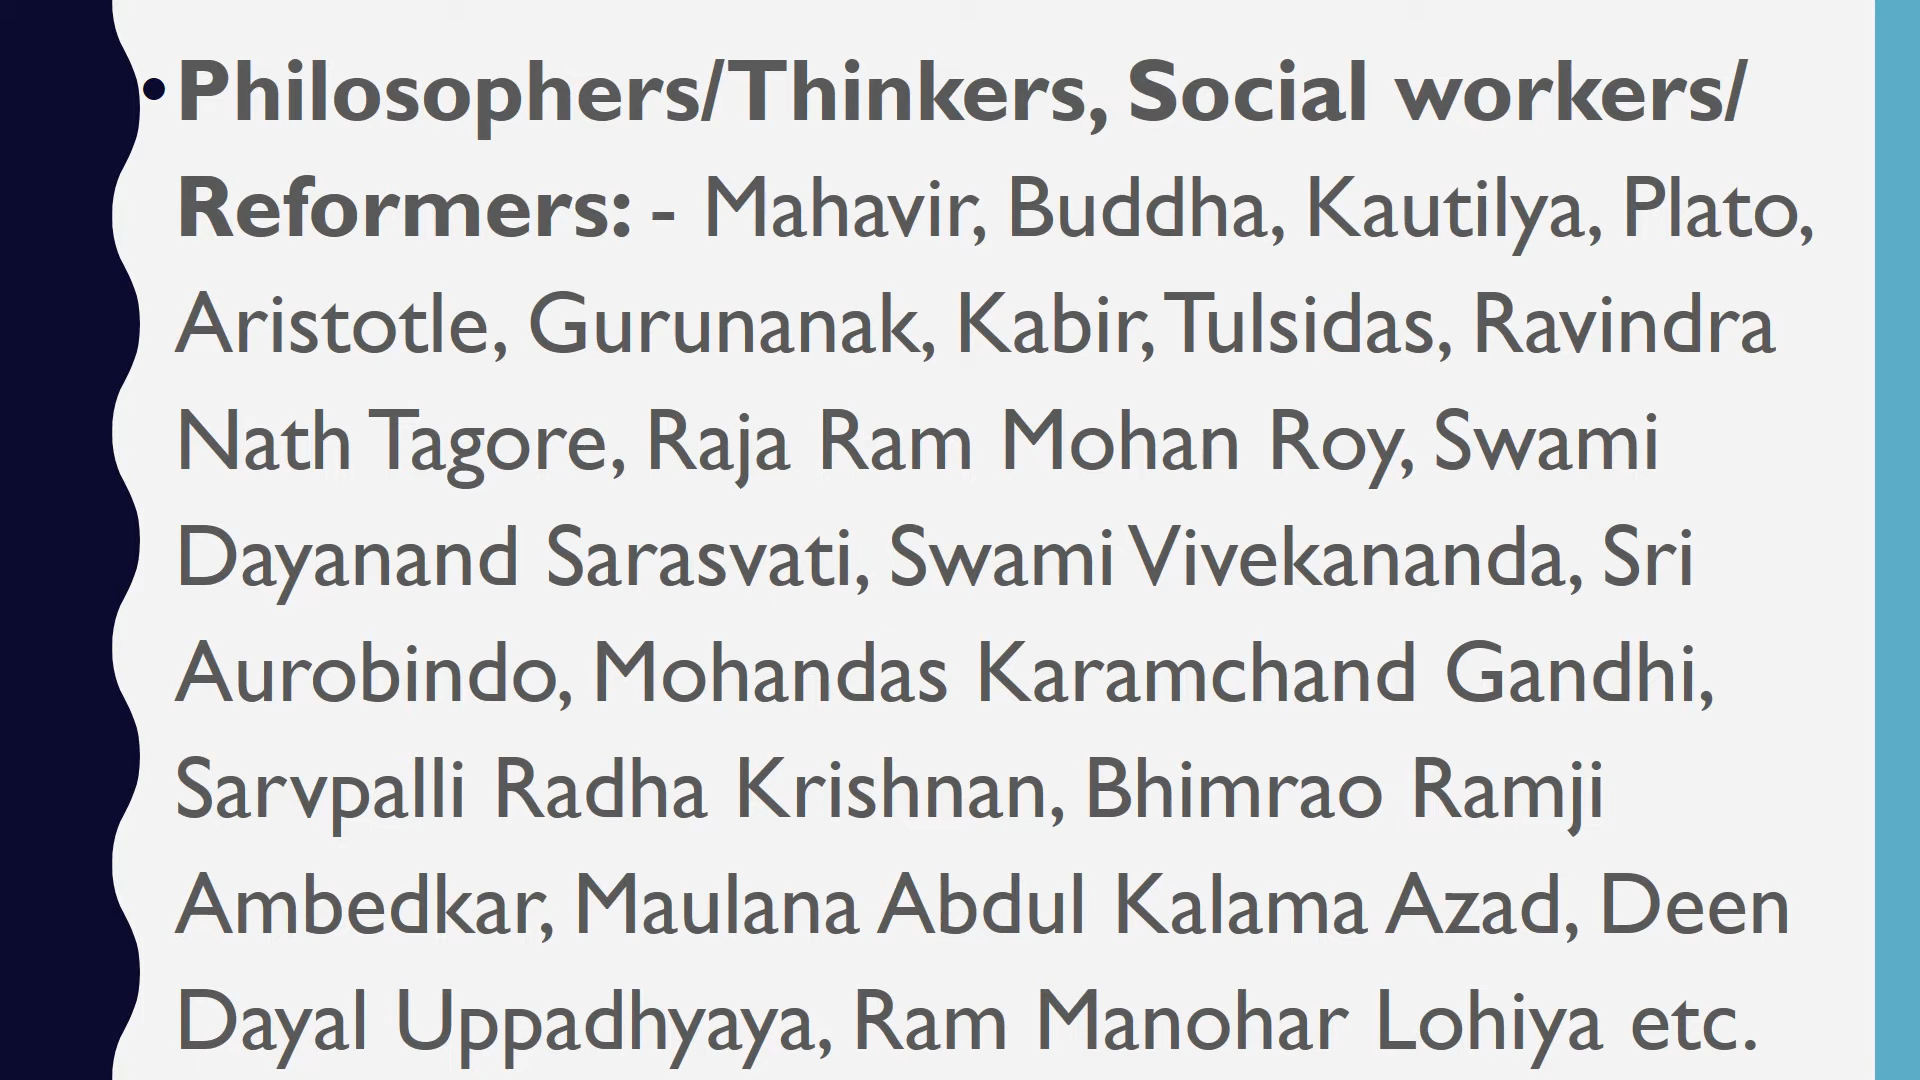 •Philosophers/Thinkers, Social workers/
Reformers: - Mahavir, Buddha, Kautilya, Plato,
Aristotle, Gurunanak, Kabir, Tulsidas, Ravindra
Nath Tagore, Raja Ram Mohan Roy, Swami
Dayanand Sarasvati, Swami Vivekananda, Sri
Aurobindo, Mohandas Karamchand Gandhi,
Sarvpalli Radha Krishnan, Bhimrao Ramji
Ambedkar, Maulana Abdul Kalama Azad, Deen
Dayal Uppadhyaya, Ram Manohar Lohiya etc.